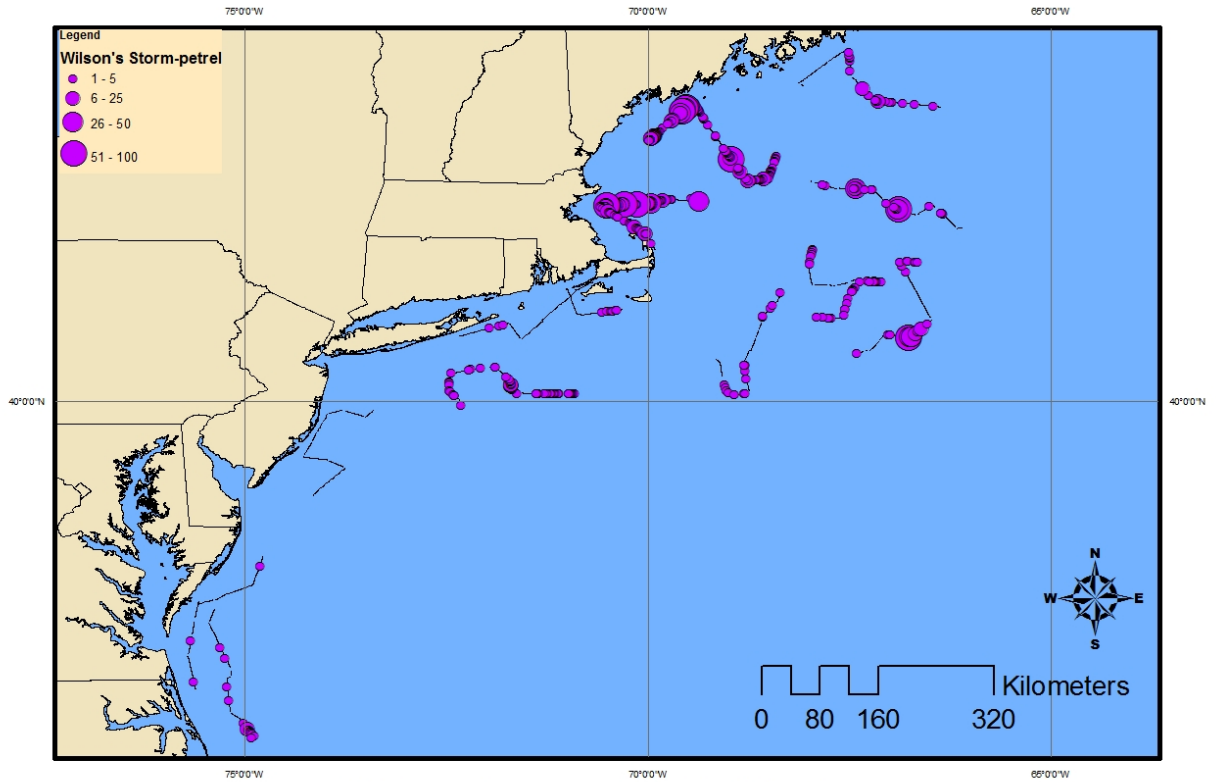 75°0'0"W 70°0'0"W 65°0'0"W
Legend
Wilson's Storm-petrel
1 - 5
6 - 25
26 - 50
51 - 100
40°0'0"N 40°0'0"N
N
W E
S
Kilometers
0 80 160 320
75°0'0"W 70°0'0"W 65°0'0"W